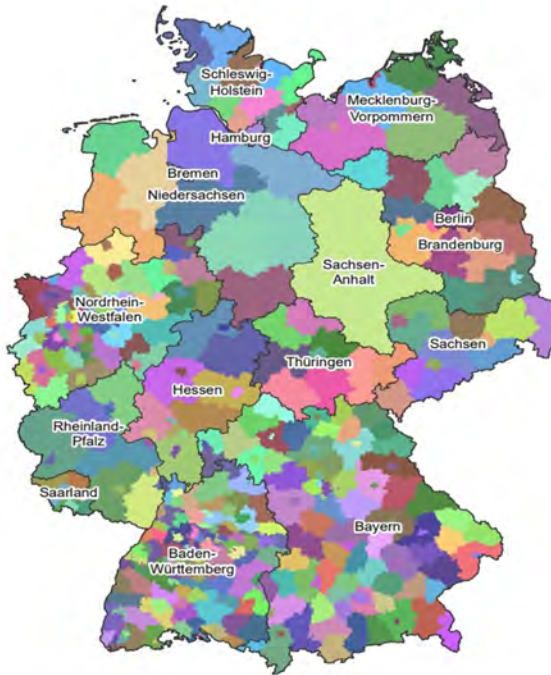 Schleswig-
Holstein
Mecklenburg-
Vorpommern
Hamburg
Bremen
Niedersachsen
Berlin
Brandenburg
Sachsen-
Anhalt
Nordrhein-
Westfalen
Sachsen
Thüringen
Hessen
Rheinland-
Pfalz
Saarland
Bayern
Baden-
Württemberg